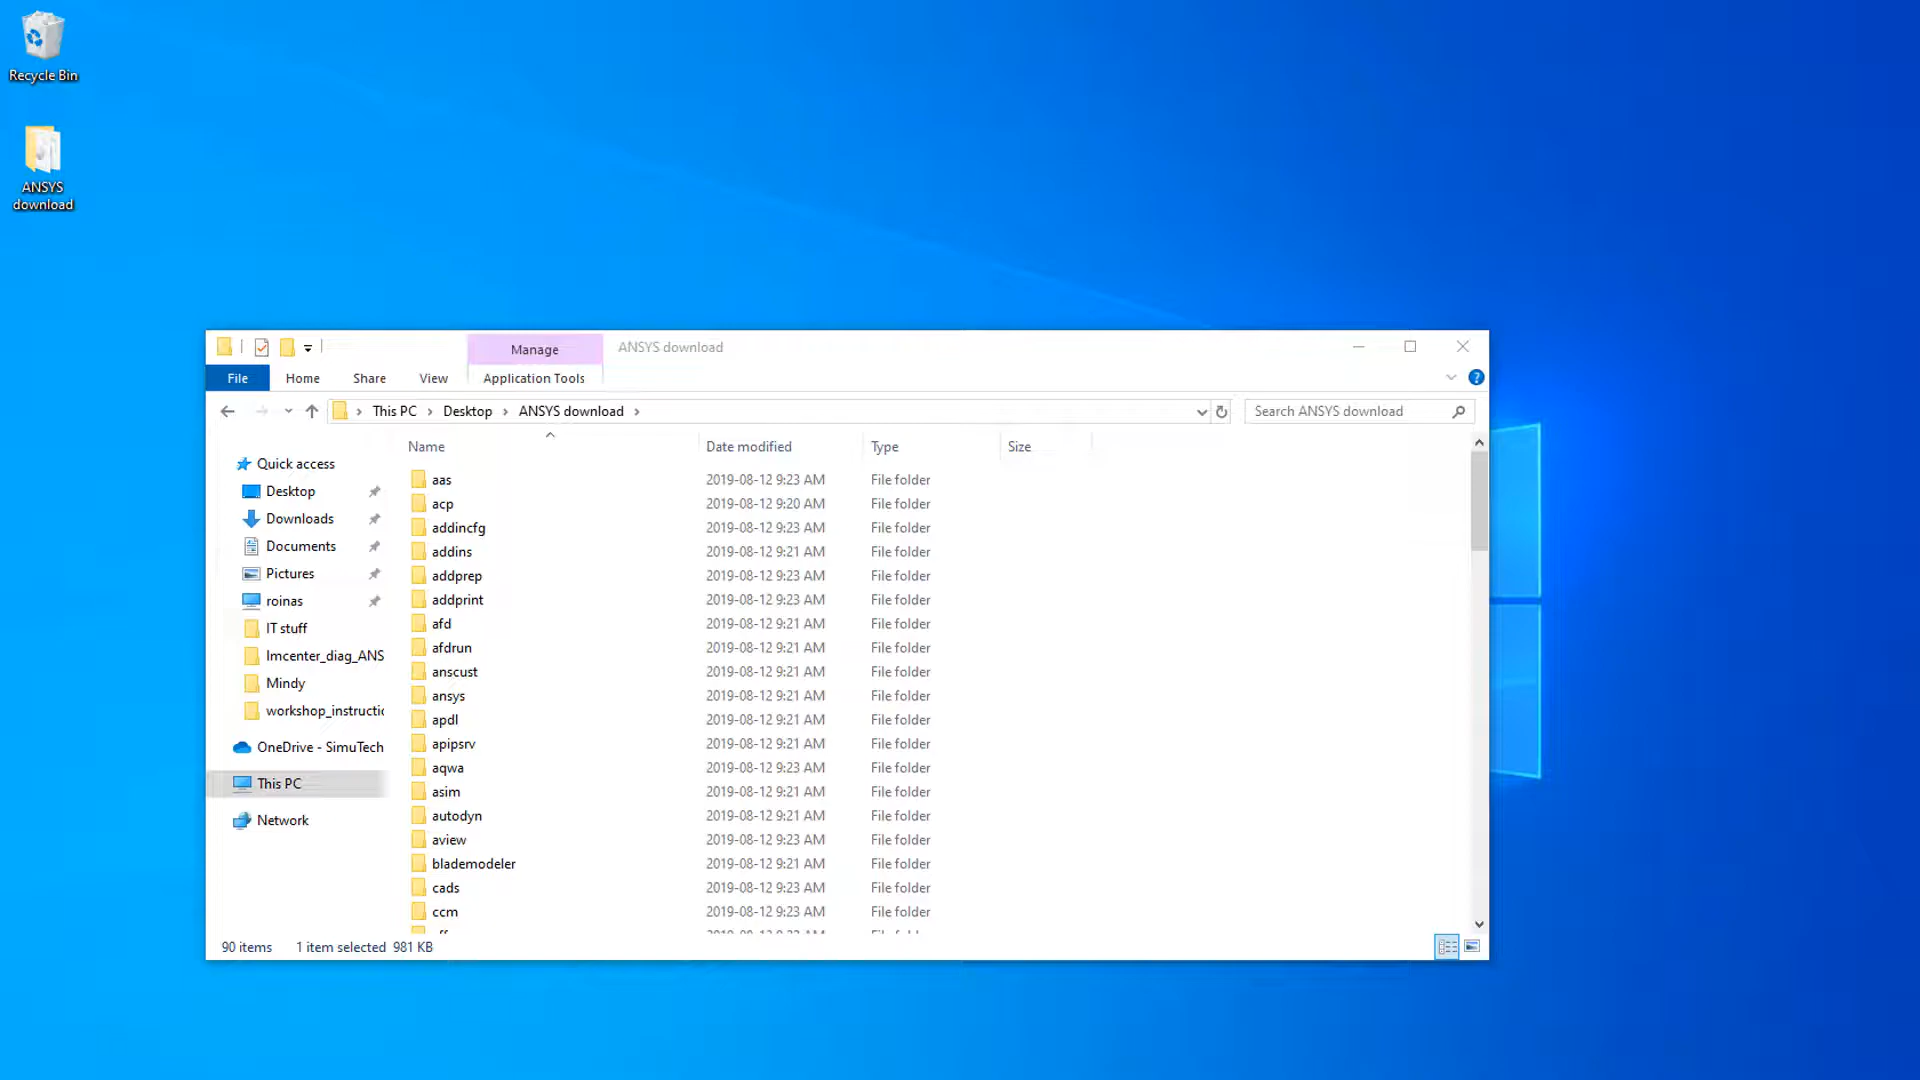 Recycle Bin
ANSYS
download
Manage
ANSYS download
File
Home
Share
View
Application Tools
This PC
Desktop
ANSYS download
Search ANSYS download
Name
Date modified
Type
Size
Quick access
Desktop
Downloads
Documents
Pictures
roinas
IT stuff
lmcenter_diag_ANS
Mindy
workshop_instructic
OneDrive - SimuTech
This PC
Network
aas 2019-08-12 9:23 AM File folder
acp 2019-08-12 9:20 AM File folder
addincfg 2019-08-12 9:23 AM File folder
addins 2019-08-12 9:21 AM File folder
addprep 2019-08-12 9:23 AM File folder
addprint 2019-08-12 9:23 AM File folder
afd 2019-08-12 9:21 AM File folder
afdrun 2019-08-12 9:21 AM File folder
anscust 2019-08-12 9:21 AM File folder
ansys 2019-08-12 9:21 AM File folder
apdl 2019-08-12 9:21 AM File folder
apipsrv 2019-08-12 9:21 AM File folder
aqwa 2019-08-12 9:23 AM File folder
asim 2019-08-12 9:21 AM File folder
autodyn 2019-08-12 9:21 AM File folder
aview 2019-08-12 9:23 AM File folder
blademodeler 2019-08-12 9:21 AM File folder
cads 2019-08-12 9:23 AM File folder
ccm 2019-08-12 9:23 AM File folder
90 items
1 item selected 981 KB